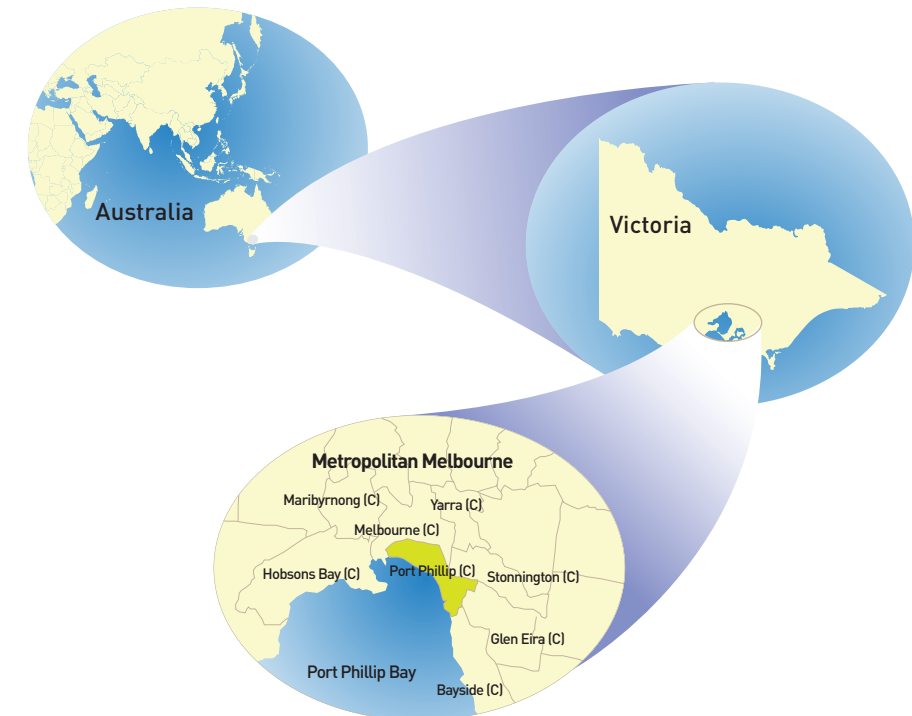 Australia
Victoria
Metropolitan Melbourne
Maribyrnong (C)
Yarra (C)
Melbourne (C)
Port Phillip (C)
Hobsons Bay (C)
Stonnington (C)
Glen Eira (C)
Port Phillip Bay
Bayside (C)